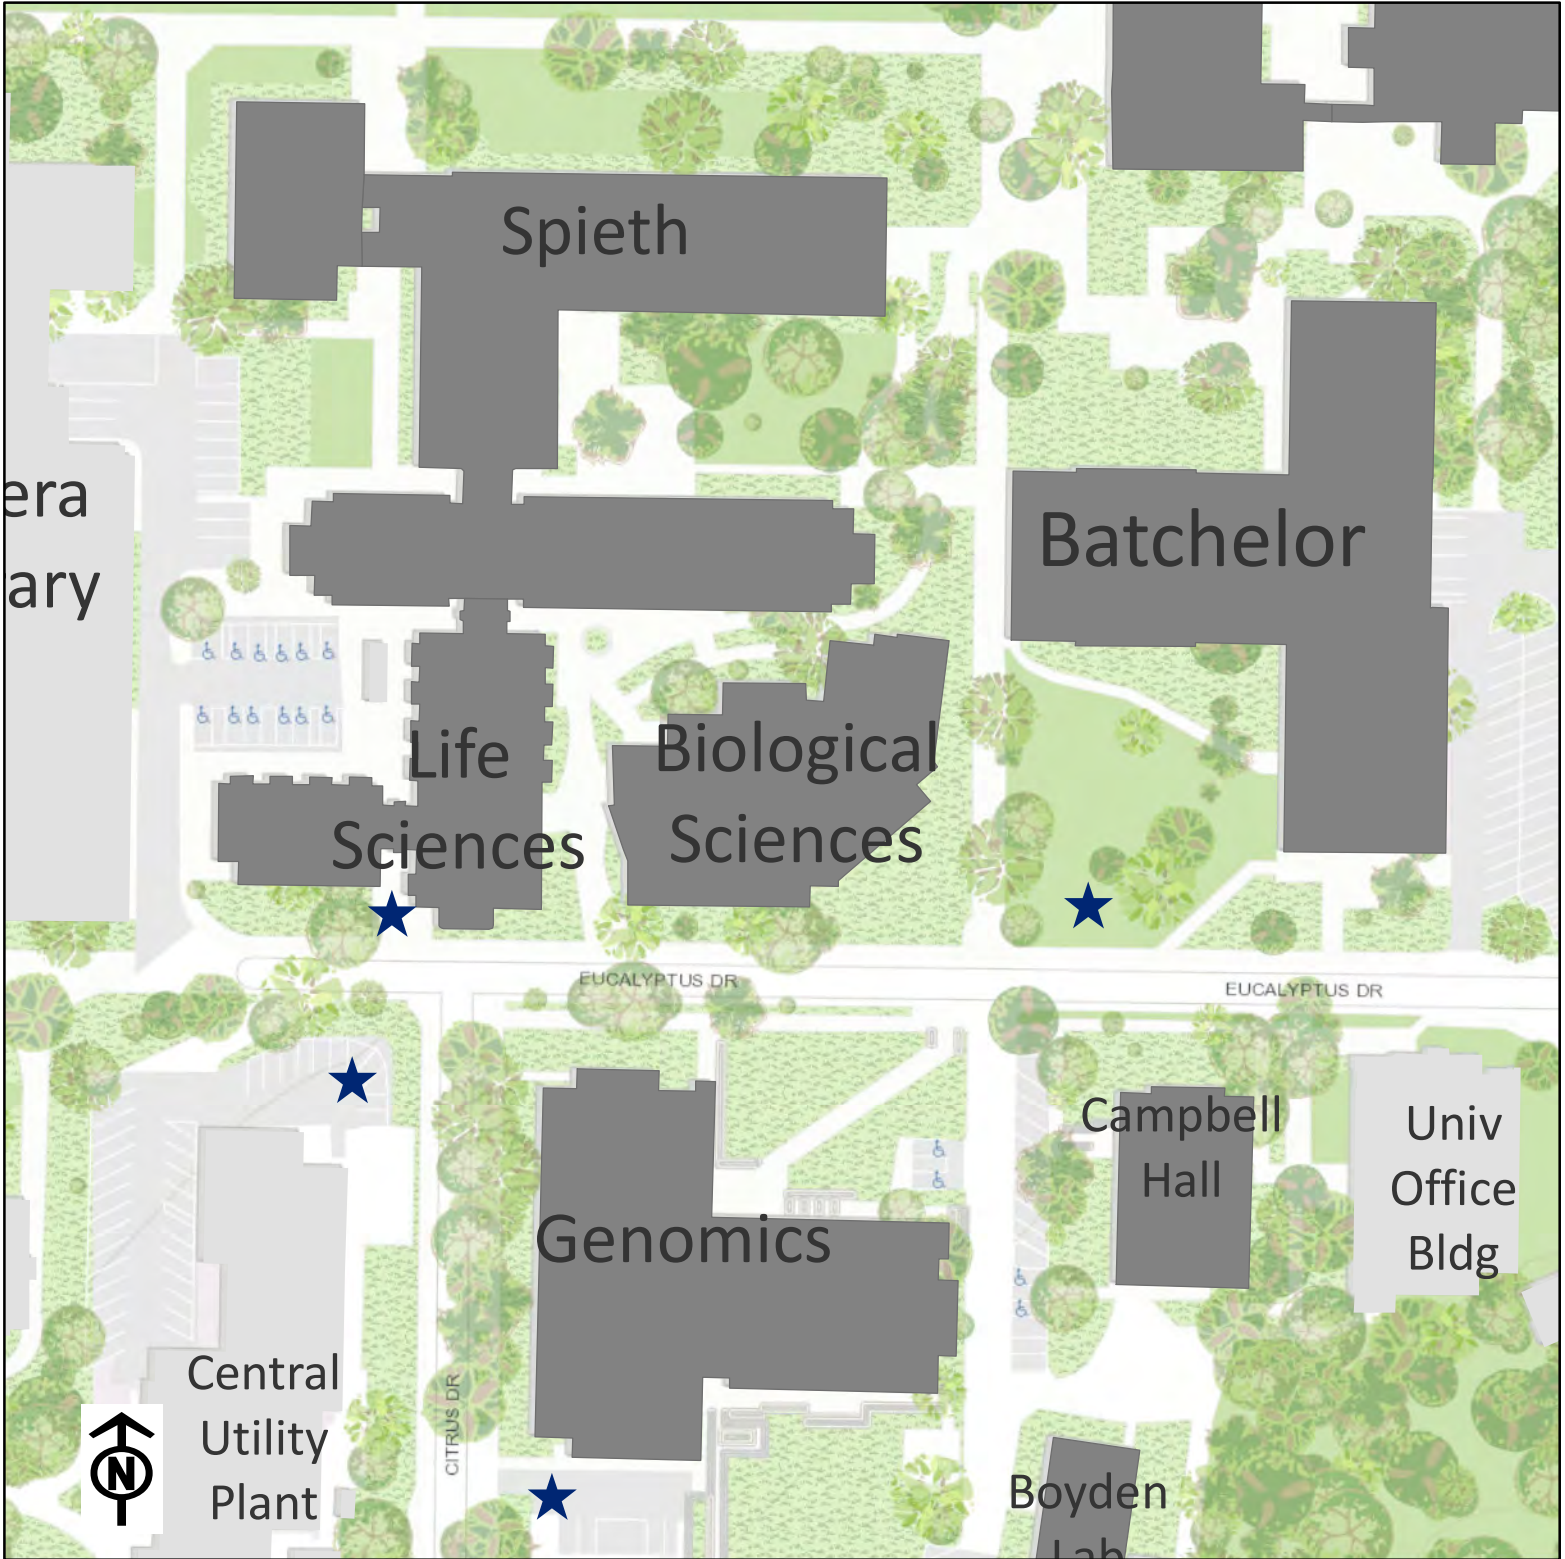 Spieth
era
ary
Batchelor
Life
Sciences
Biological
Sciences
EUCALYPTUS DR
EUCALYPTUS DR
Campbell
Hall
Univ
Office
Bldg
Genomics
Central
Utility
Plant
CITRUS DR
N
Boyden
Lab